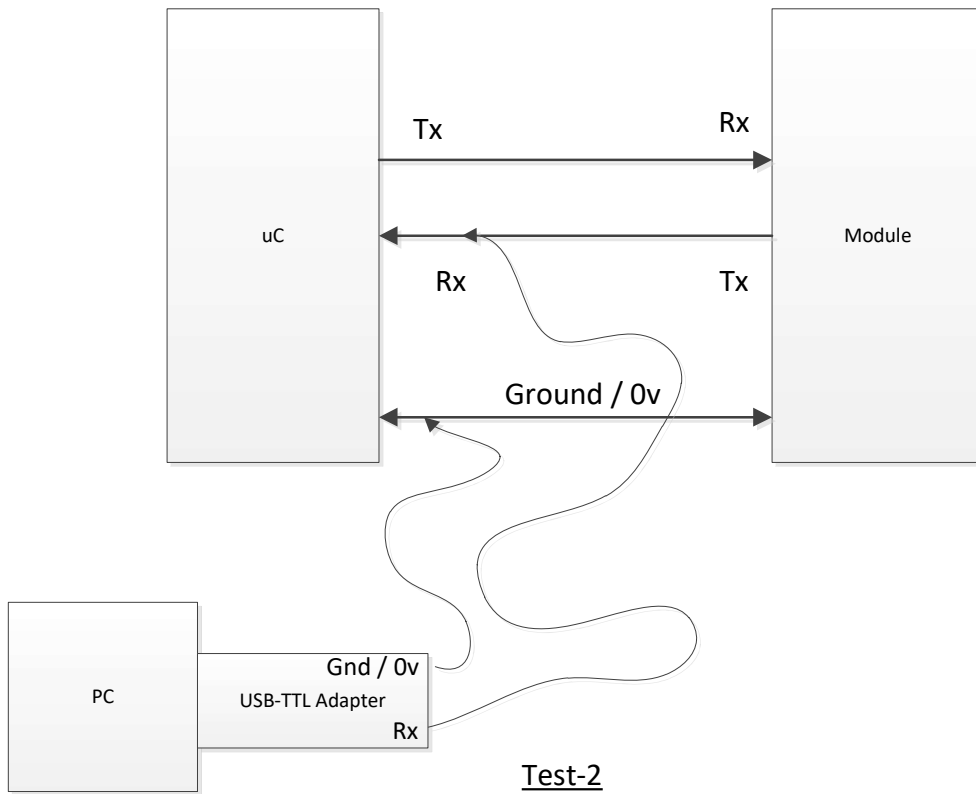 Tx
Rx
uC
Module
Rx
Tx
Ground / 0v
Gnd / 0v
PC
USB-TTL Adapter
Rx
Test-2